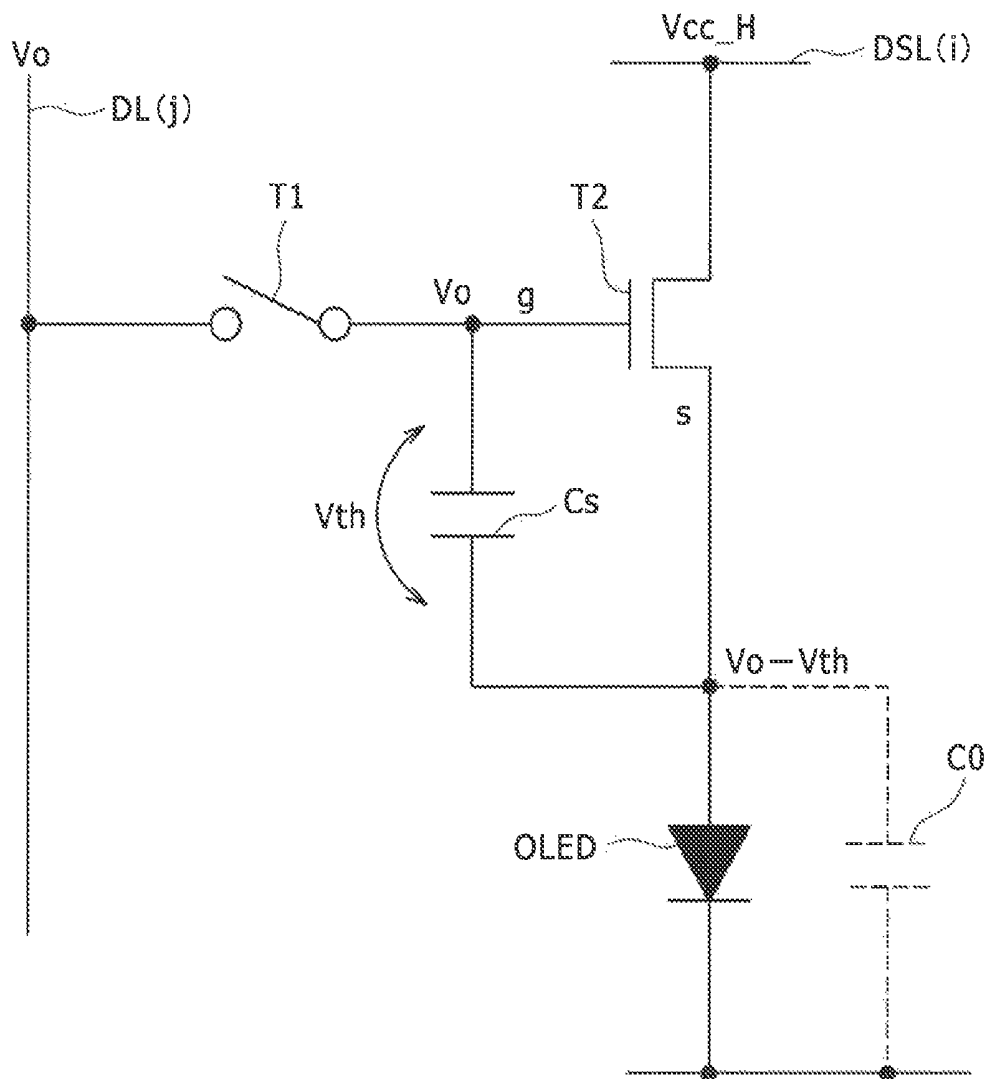 Vcc_H
Vo
DSL(i)
DL(j)
T1
T2
Vo
g
s
Vth
Cs
Vo−Vth
C0
OLED